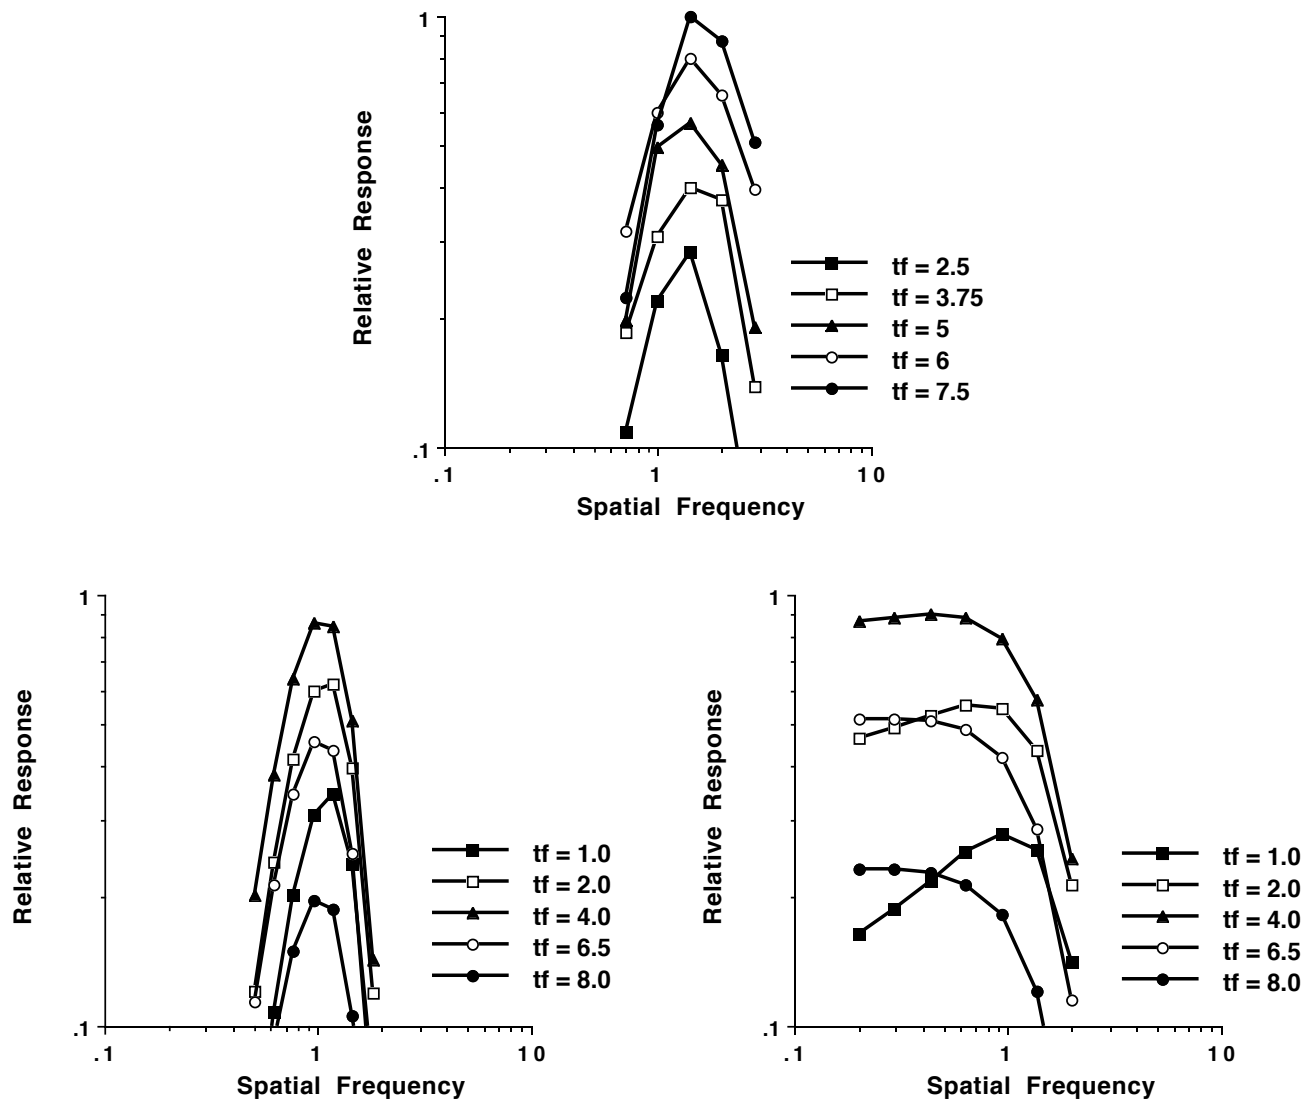 1
Relative Response
tf = 2.5
tf = 3.75
tf = 5
tf = 6
tf = 7.5
.1
.1
1
10
Spatial Frequency
1
Relative Response
tf = 1.0
tf = 2.0
tf = 4.0
tf = 6.5
tf = 8.0
.1
.1
1
10
Spatial Frequency
1
Relative Response
tf = 1.0
tf = 2.0
tf = 4.0
tf = 6.5
tf = 8.0
.1
.1
1
10
Spatial Frequency